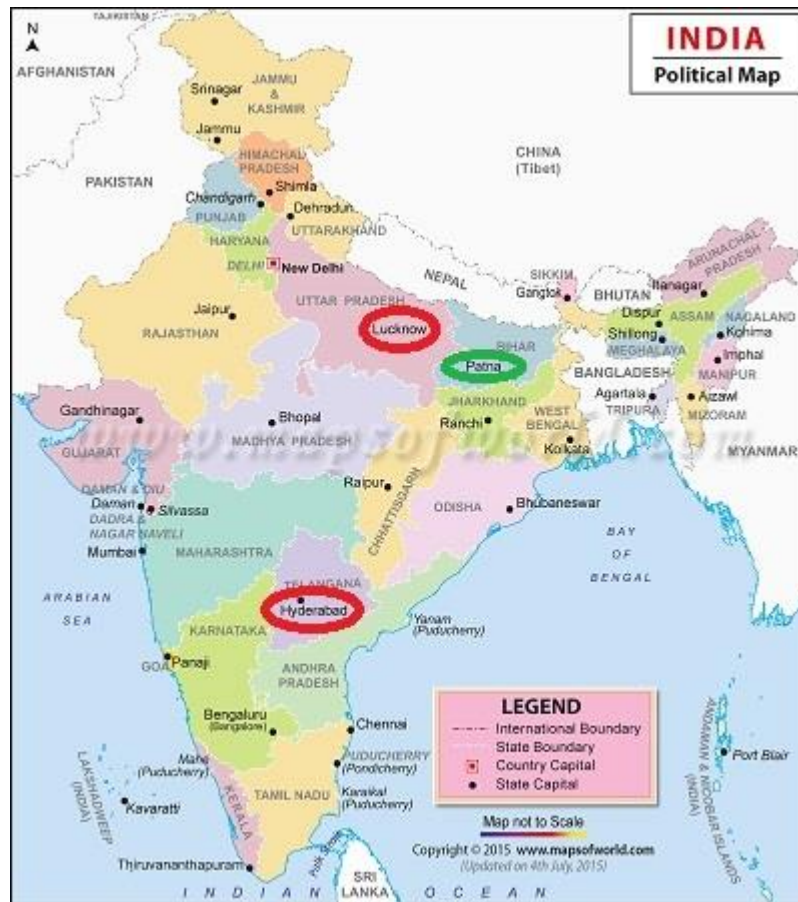 INDIA
Political Map
N
TAJIKISTAN
AFGHANISTAN
JAMMU
&
KASHMIR
Srinagar
Jammu
CHINA
(Tibet)
PAKISTAN
HIMACHAL
PRADESH
Shimla
Chandigarh
PUNJAB
Dehradun
UTTARAKHAND
HARYANA
DELHI
New Delhi
NEPAL
SIKKIM
Gangtok
BHUTAN
ARUNACHAL
PRADESH
Itanagar
UTTAR PRADESH
Lucknow
Jaipur
RAJASTHAN
BIHAR
Patna
Dispur
ASSAM
NAGALAND
Shillong
Kohima
MEGHALAYA
Imphal
MANIPUR
BANGLADESH
Agartala
TRIPURA
Aizawl
MIZORAM
MYANMAR
JHARKHAND
Ranchi
WEST
BENGAL
Kolkata
Gandhinagar
GUJARAT
Bhopal
MADHYA PRADESH
www.mapsofworld.com
Raipur
CHHATTISGARH
ODISHA
Bhubaneswar
DAMAN & DIU
Daman
Silvassa
DADRA &
NAGAR HAVELI
Mumbai
MAHARASHTRA
BAY
OF
BENGAL
ARABIAN
SEA
TELANGANA
Hyderabad
Yanam
(Puducherry)
KARNATAKA
GOA
Panaji
ANDHRA
PRADESH
Bengaluru
(Bangalore)
Chennai
Mahe
(Puducherry)
PUDUCHERRY
(Pondicherry)
Karaikal
(Puducherry)
TAMIL NADU
KERALA
LAKSHADWEEP
(INDIA)
Kavaratti
Thiruvananthapuram
Palk Strait
SRI
LANKA
INDIAN OCEAN
ANDAMAN & NICOBAR ISLANDS
(INDIA)
Port Blair
LEGEND
International Boundary
State Boundary
Country Capital
State Capital
Map not to Scale
Copyright © 2015 www.mapsofworld.com
(Updated on 4th July, 2015)